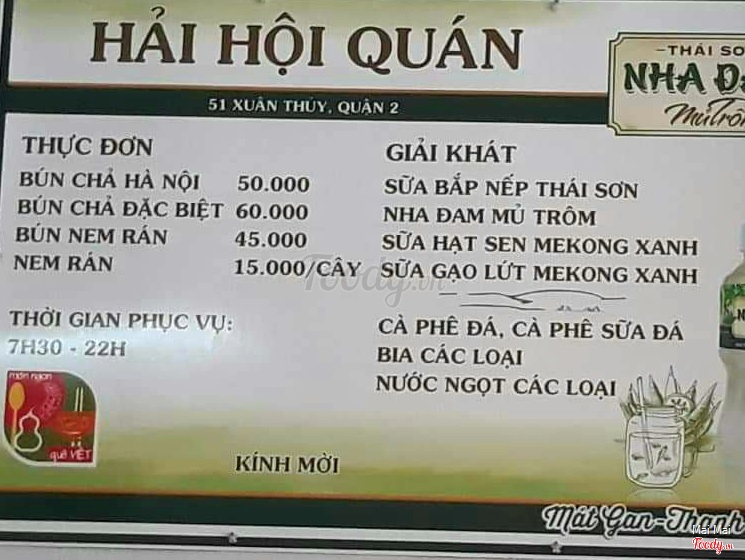 HẢI HỘI QUÁN
51 XUÂN THỦY, QUẬN 2
THÁI
NHA
Mủ
THỰC ĐƠN
BÚN CHẢ HÀ NỘI 50.000
BÚN CHẢ ĐẶC BIỆT 60.000
BÚN NEM RÁN 45.000
NEM RÁN 15.000/CÂY
THỜI GIAN PHỤC VỤ:
7H30 - 22H
GIẢI KHÁT
SỮA BẮP NẾP THÁI SƠN
NHA ĐAM MỦ TRÔM
SỮA HẠT SEN MEKONG XANH
SỮA GẠO LỨT MEKONG XANH
CÀ PHÊ ĐÁ, CÀ PHÊ SỮA ĐÁ
BIA CÁC LOẠI
NƯỚC NGỌT CÁC LOẠI
món ngon
quê VIỆT
KÍNH MỜI
Mát Gan-Thanh
Foody.vn
Mai Mai
Foody.vn